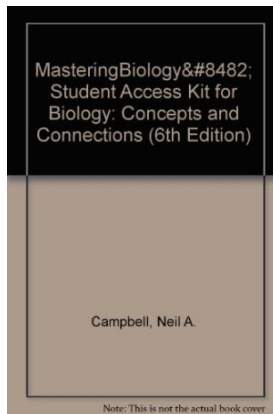 MasteringBiology&#8482;
Student Access Kit for
Biology: Concepts and
Connections (6th Edition)
Campbell, Neil A.
Note: This is not the actual book cover